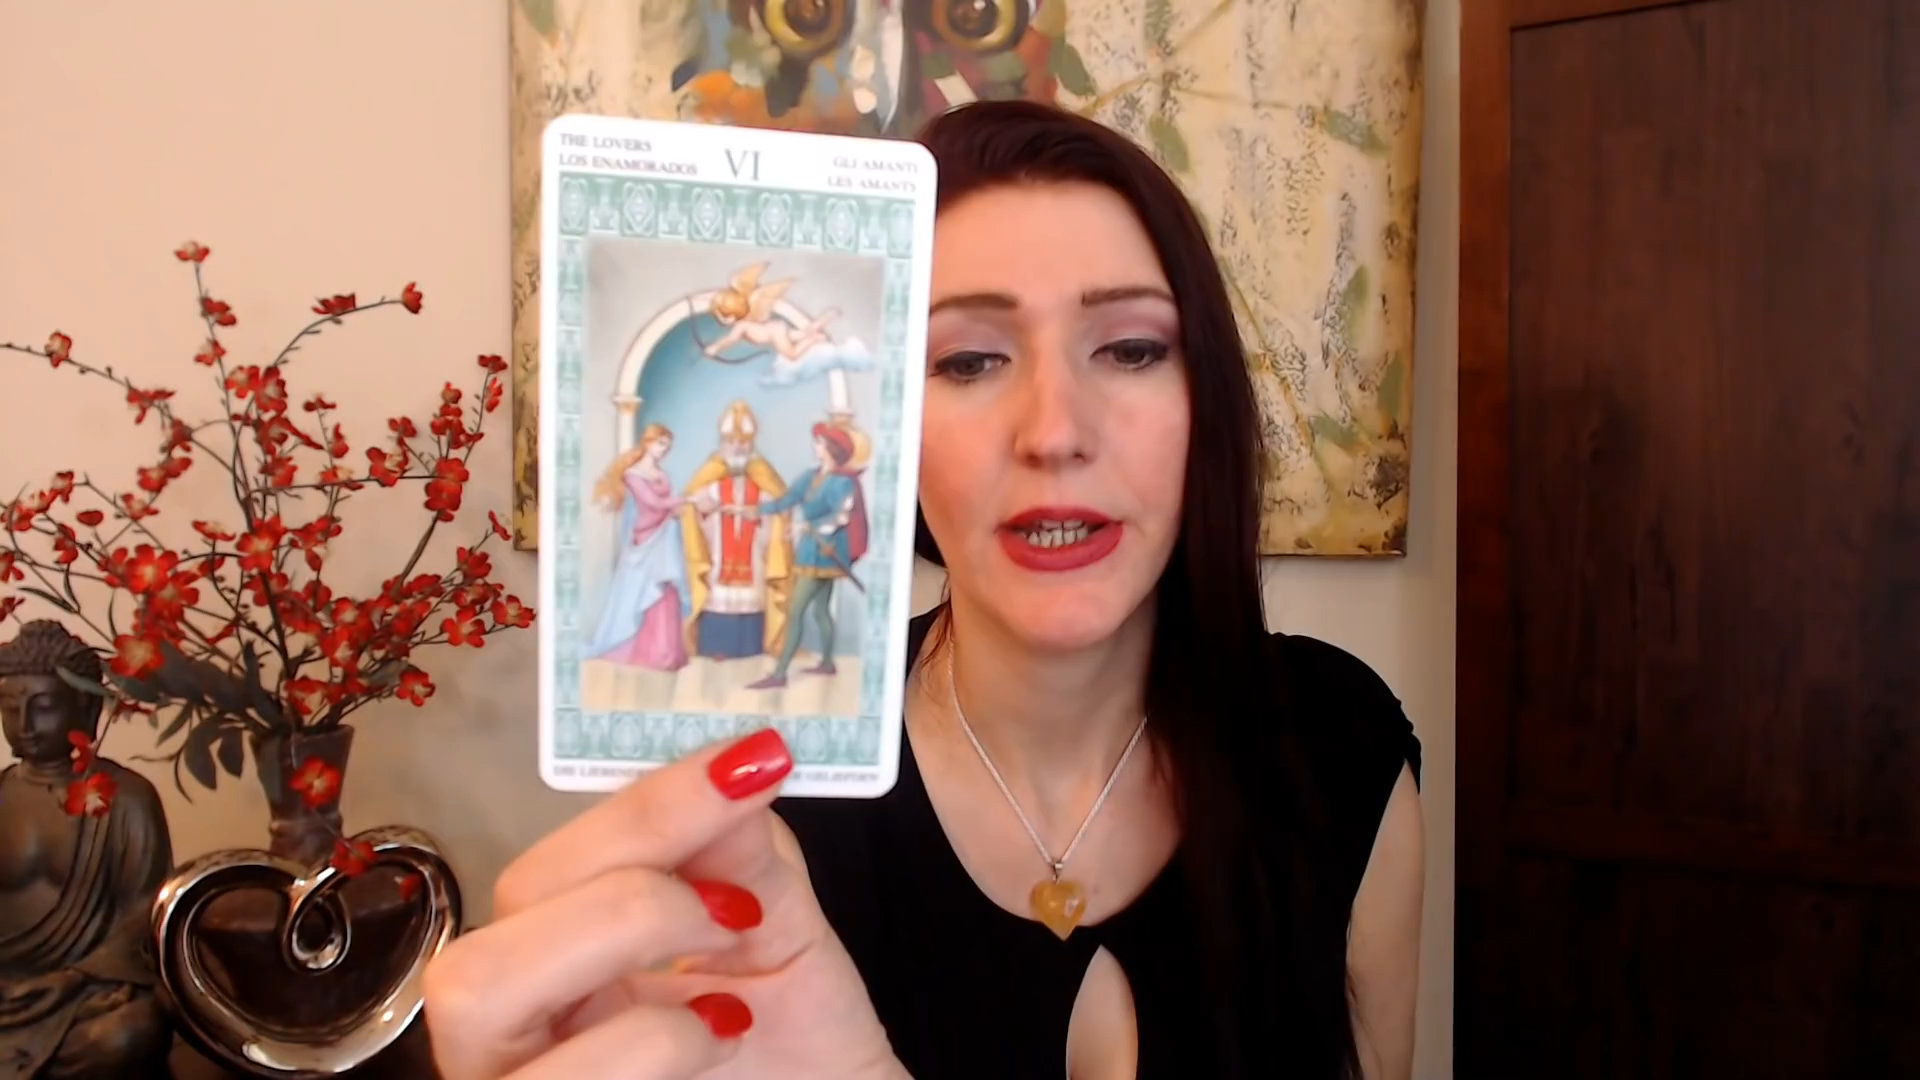 THE LOVERS
LOS ENAMORADOS
VI
GLI AMANTI
LES AMANTS